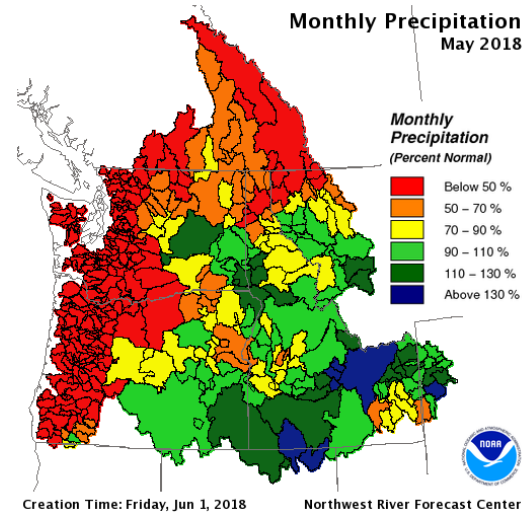 Monthly Precipitation
May 2018
Monthly
Precipitation
(Percent Normal)
Below 50 %
50 – 70 %
70 – 90 %
90 – 110 %
110 – 130 %
Above 130 %
NOAA
Creation Time: Friday, Jun 1, 2018
Northwest River Forecast Center